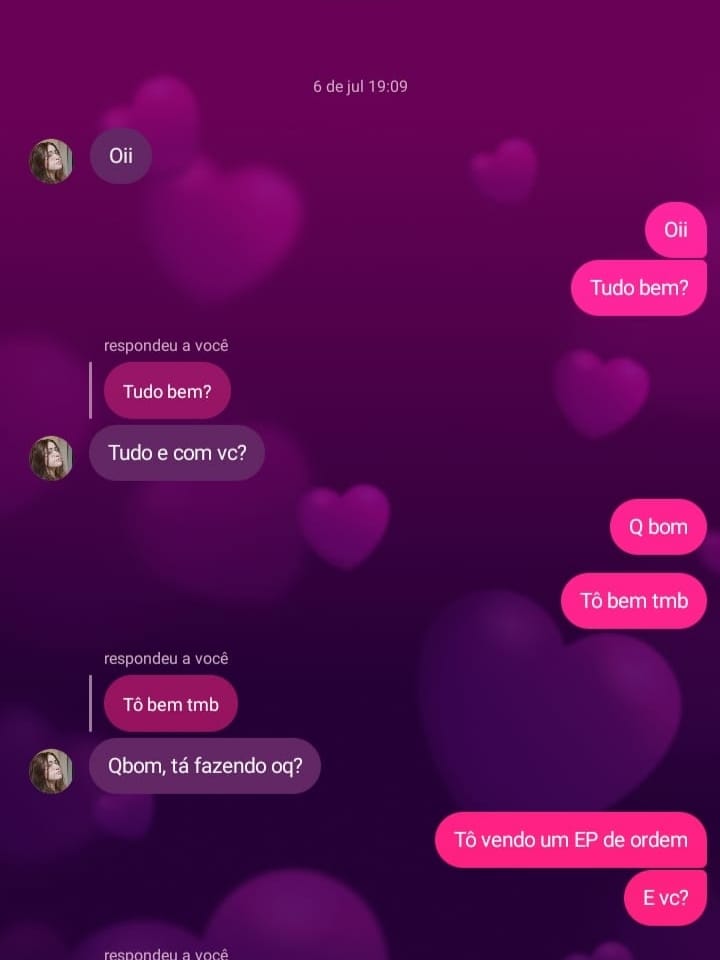 6 de jul 19:09
Oii
Oii
Tudo bem?
respondeu a você
Tudo bem?
Tudo e com vc?
Q bom
Tô bem tmb
respondeu a você
Tô bem tmb
Qbom, tá fazendo oq?
Tô vendo um EP de ordem
E vc?
respondeu a você